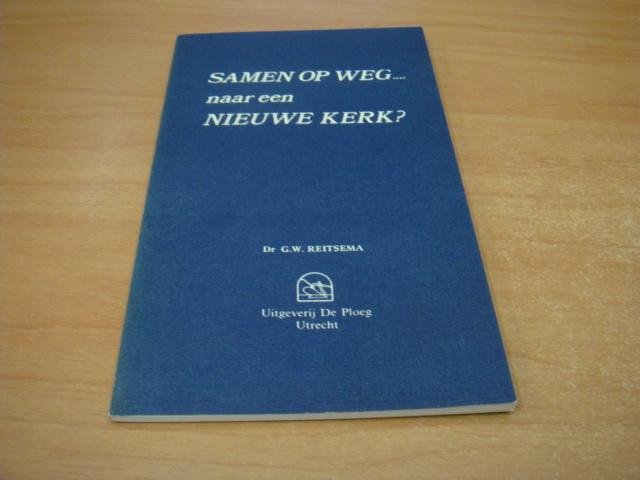 SAMEN OP WEG....
naar een
NIEUWE KERK?
Dr G.W. REITSEMA
Uitgeverij De Ploeg
Utrecht